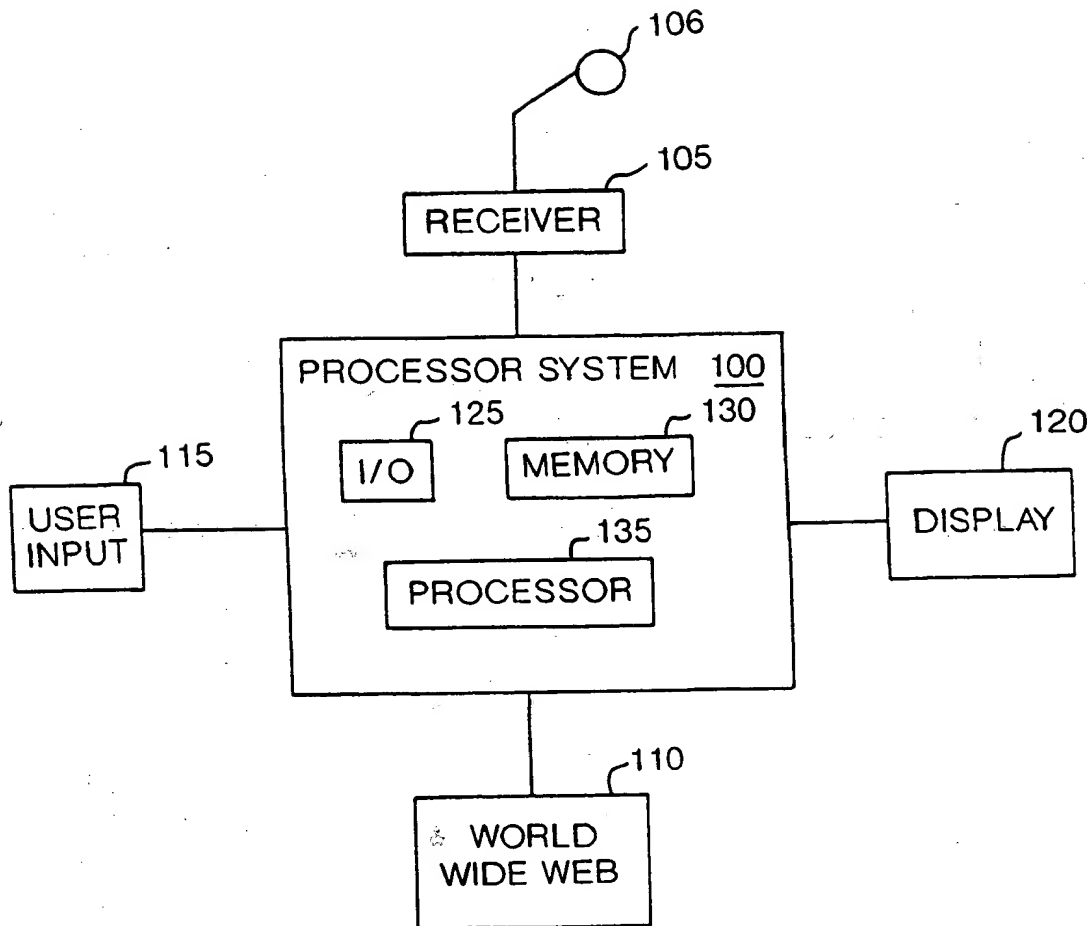 106
105
RECEIVER
PROCESSOR SYSTEM 100
125
130
I/O
MEMORY
120
115
USER
INPUT
DISPLAY
135
PROCESSOR
110
WORLD
WIDE WEB